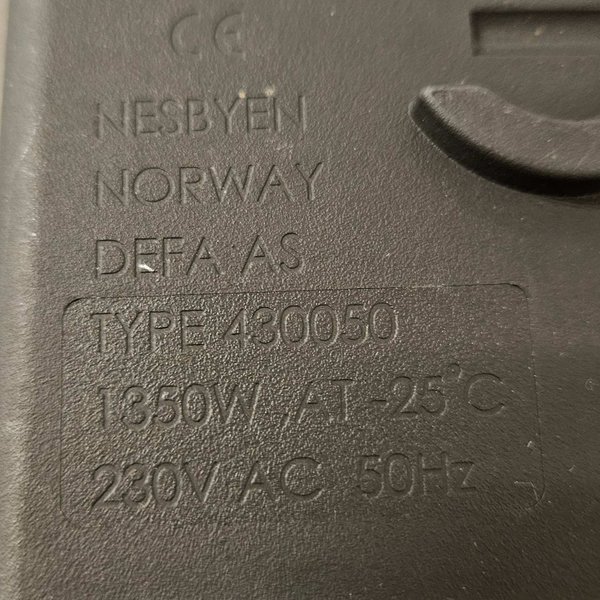 CE
NESBYEN
NORWAY
DEFA AS
TYPE 430050
1350W AT -25°C
230V AC 50Hz